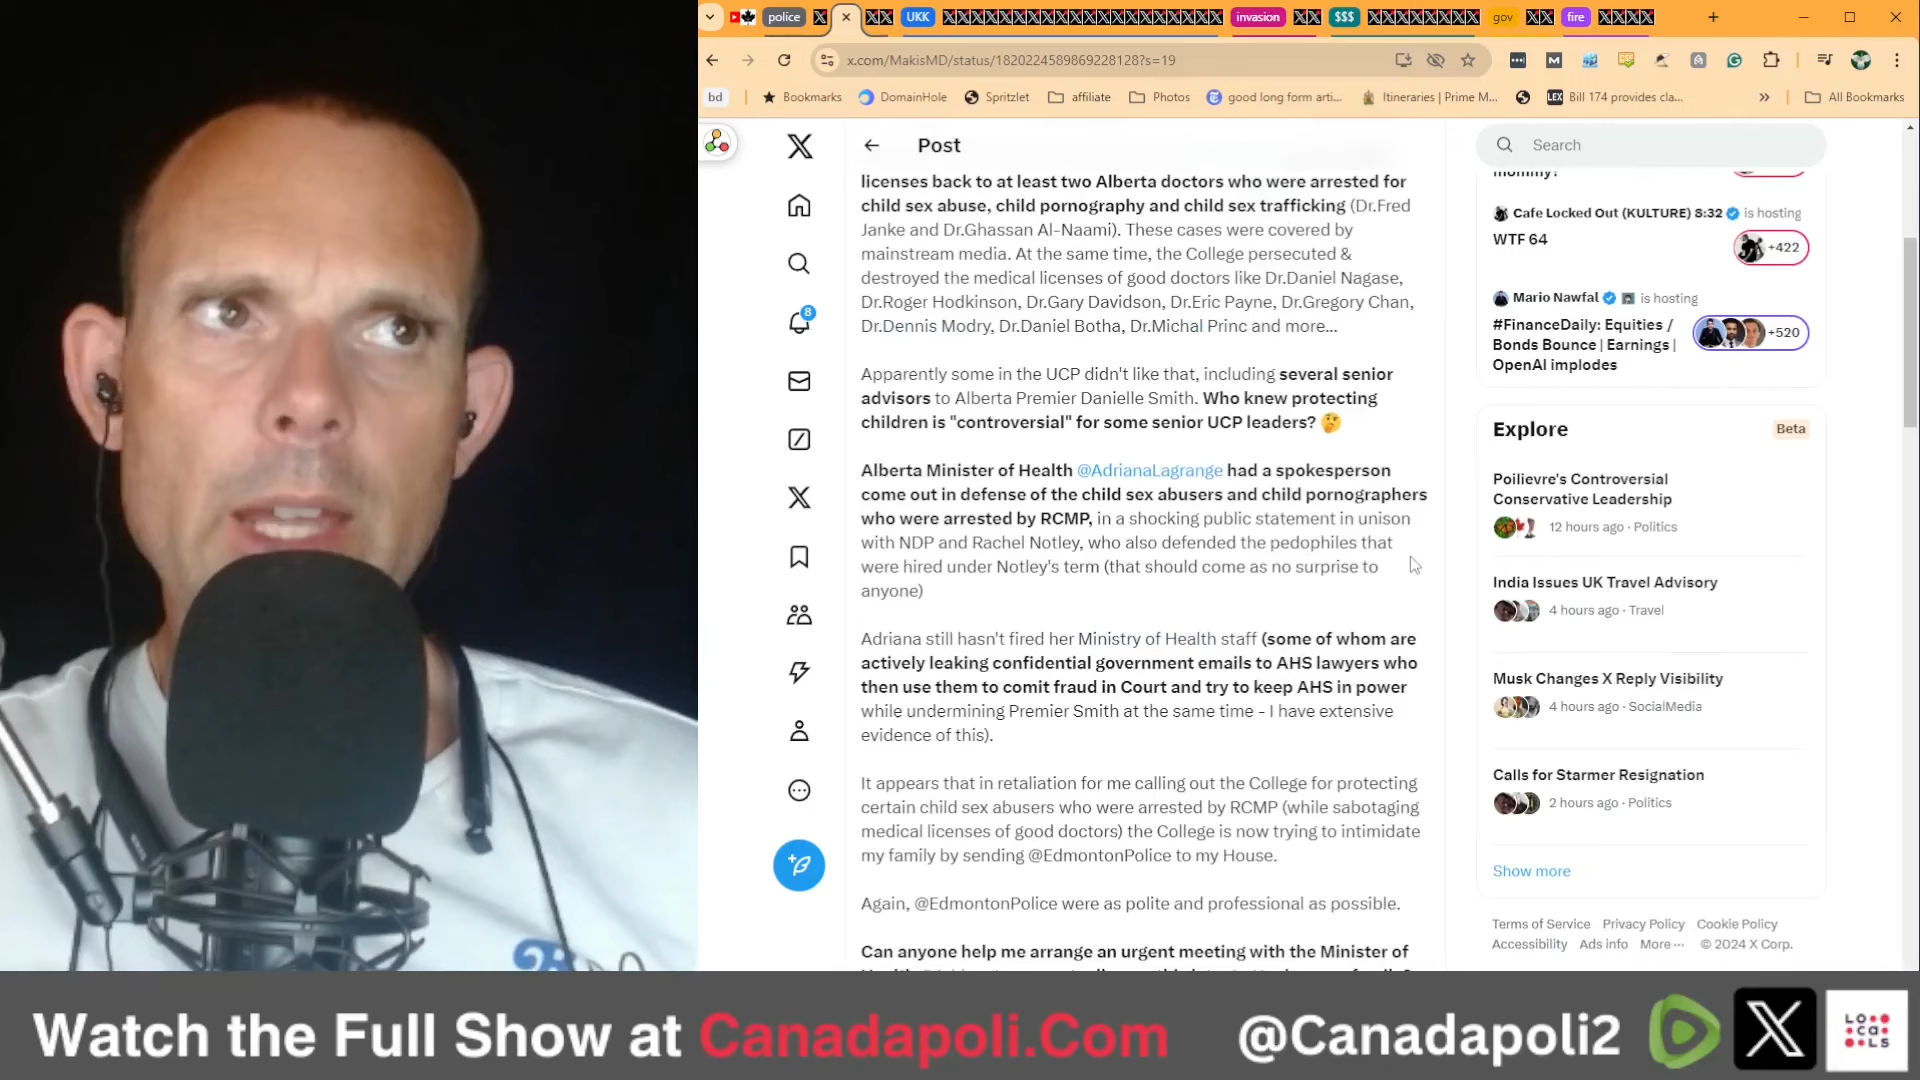 police
UKK
invasion
$$$
gov
fire
x.com/MakisMD/status/1820224589869228128?s=19
bd
Bookmarks
DomainHole
Spritzlet
affiliate
Photos
good long form arti...
Itineraries | Prime M...
LEX
Bill 174 provides cla...
All Bookmarks
Post
Search
licenses back to at least two Alberta doctors who were arrested for
child sex abuse, child pornography and child sex trafficking (Dr.Fred
Janke and Dr.Ghassan Al-Naami). These cases were covered by
mainstream media. At the same time, the College persecuted &
destroyed the medical licenses of good doctors like Dr.Daniel Nagase,
Dr.Roger Hodkinson, Dr.Gary Davidson, Dr.Eric Payne, Dr.Gregory Chan,
Dr.Dennis Modry, Dr.Daniel Botha, Dr.Michal Princ and more...
Apparently some in the UCP didn't like that, including several senior
advisors to Alberta Premier Danielle Smith. Who knew protecting
children is "controversial" for some senior UCP leaders? 🤔
Alberta Minister of Health @AdrianaLagrange had a spokesperson
come out in defense of the child sex abusers and child pornographers
who were arrested by RCMP, in a shocking public statement in unison
with NDP and Rachel Notley, who also defended the pedophiles that
were hired under Notley's term (that should come as no surprise to
anyone)
Adriana still hasn't fired her Ministry of Health staff (some of whom are
actively leaking confidential government emails to AHS lawyers who
then use them to comit fraud in Court and try to keep AHS in power
while undermining Premier Smith at the same time - I have extensive
evidence of this).
It appears that in retaliation for me calling out the College for protecting
certain child sex abusers who were arrested by RCMP (while sabotaging
medical licenses of good doctors) the College is now trying to intimidate
my family by sending @EdmontonPolice to my House.
Again, @EdmontonPolice were as polite and professional as possible.
Can anyone help me arrange an urgent meeting with the Minister of
8
mommy?
Cafe Locked Out (KULTURE) 8:32 is hosting
WTF 64
+422
Mario Nawfal is hosting
#FinanceDaily: Equities /
Bonds Bounce | Earnings |
OpenAI implodes
+520
Explore
Beta
Poilievre's Controversial
Conservative Leadership
12 hours ago · Politics
India Issues UK Travel Advisory
4 hours ago · Travel
Musk Changes X Reply Visibility
4 hours ago · SocialMedia
Calls for Starmer Resignation
2 hours ago · Politics
Show more
Terms of Service Privacy Policy Cookie Policy
Accessibility Ads info More ··· © 2024 X Corp.
Watch the Full Show at Canadapoli.Com
@Canadapoli2
LO
CA
LS